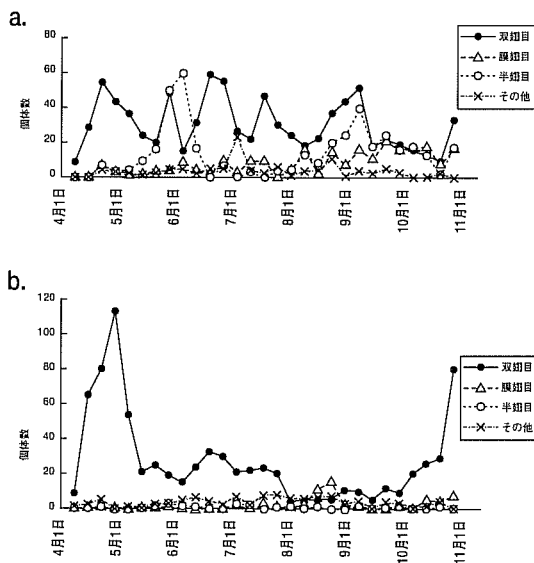 a.
個体数
80
60
40
20
0
4月1日
5月1日
6月1日
7月1日
8月1日
9月1日
10月1日
11月1日
双翅目
膜翅目
半翅目
その他
b.
個体数
120
100
80
60
40
20
0
4月1日
5月1日
6月1日
7月1日
8月1日
9月1日
10月1日
11月1日
双翅目
膜翅目
半翅目
その他